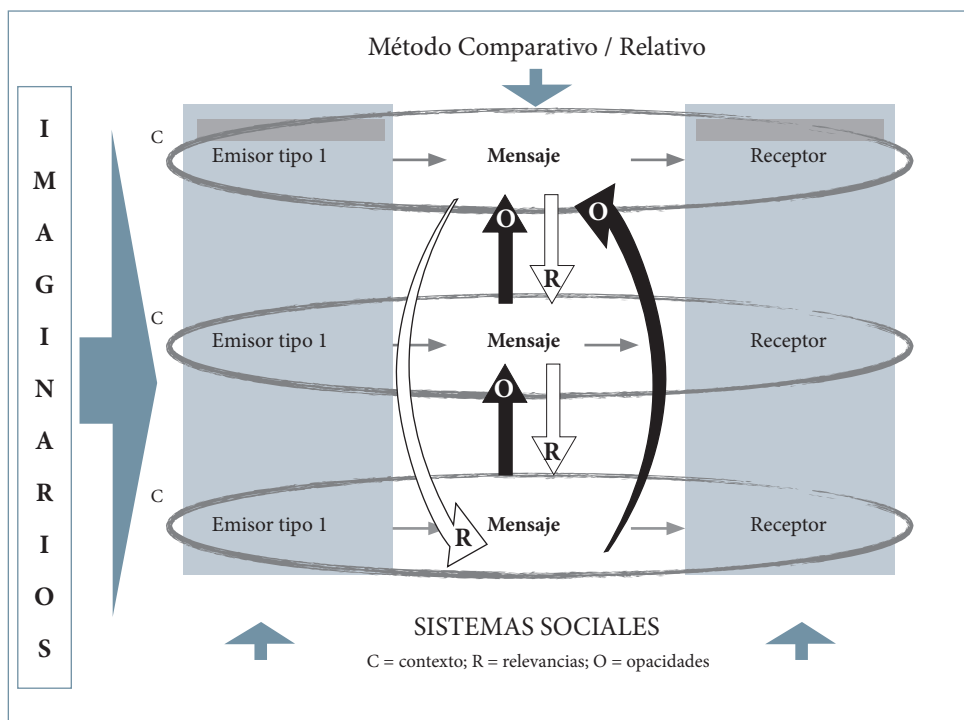 Método Comparativo / Relativo
I
M
A
G
I
N
A
R
I
O
S
C
Emisor tipo 1
Mensaje
Receptor
O
O
R
C
Emisor tipo 1
Mensaje
Receptor
O
R
C
Emisor tipo 1
R
Mensaje
Receptor
SISTEMAS SOCIALES
C = contexto; R = relevancias; O = opacidades